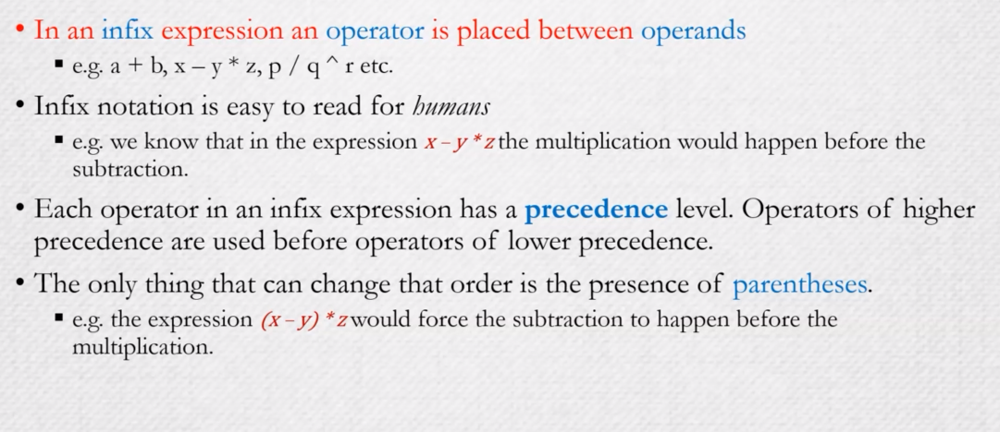 • In an infix expression an operator is placed between operands
▪ e.g. a + b, x – y * z, p / q ^ r etc.
• Infix notation is easy to read for humans
▪ e.g. we know that in the expression x – y * z the multiplication would happen before the
subtraction.
• Each operator in an infix expression has a precedence level. Operators of higher
precedence are used before operators of lower precedence.
• The only thing that can change that order is the presence of parentheses.
▪ e.g. the expression (x – y) * z would force the subtraction to happen before the
multiplication.